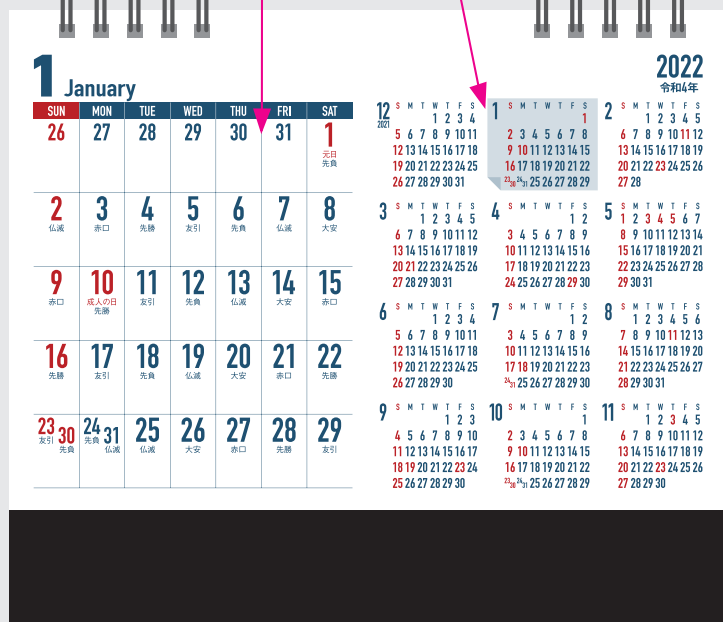 1 January
SUN MON TUE WED THU FRI SAT
26 27 28 29 30 31 1
元日
先負
2 3 4 5 6 7 8
仏滅 赤口 先勝 友引 先負 仏滅 大安
9 10 11 12 13 14 15
赤口 成人の日 友引 先負 仏滅 大安 赤口
先勝
16 17 18 19 20 21 22
先勝 友引 先負 仏滅 大安 赤口 先勝
23 30 24 31 25 26 27 28 29
友引 先負 先負 仏滅 仏滅 大安 赤口 先勝 友引
2022
令和4年
12 2021
S M T W T F S
1 2 3 4
5 6 7 8 9 10 11
12 13 14 15 16 17 18
19 20 21 22 23 24 25
26 27 28 29 30 31
1
S M T W T F S
1
2 3 4 5 6 7 8
9 10 11 12 13 14 15
16 17 18 19 20 21 22
23 30 24 31 25 26 27 28 29
2
S M T W T F S
1 2 3 4 5
6 7 8 9 10 11 12
13 14 15 16 17 18 19
20 21 22 23 24 25 26
27 28
3
S M T W T F S
1 2 3 4 5
6 7 8 9 10 11 12
13 14 15 16 17 18 19
20 21 22 23 24 25 26
27 28 29 30 31
4
S M T W T F S
1 2
3 4 5 6 7 8 9
10 11 12 13 14 15 16
17 18 19 20 21 22 23
24 25 26 27 28 29 30
5
S M T W T F S
1 2 3 4 5 6 7
8 9 10 11 12 13 14
15 16 17 18 19 20 21
22 23 24 25 26 27 28
29 30 31
6
S M T W T F S
1 2 3 4
5 6 7 8 9 10 11
12 13 14 15 16 17 18
19 20 21 22 23 24 25
26 27 28 29 30
7
S M T W T F S
1 2
3 4 5 6 7 8 9
10 11 12 13 14 15 16
17 18 19 20 21 22 23
24 31 25 26 27 28 29 30
8
S M T W T F S
1 2 3 4 5 6
7 8 9 10 11 12 13
14 15 16 17 18 19 20
21 22 23 24 25 26 27
28 29 30 31
9
S M T W T F S
1 2 3
4 5 6 7 8 9 10
11 12 13 14 15 16 17
18 19 20 21 22 23 24
25 26 27 28 29 30
10
S M T W T F S
1
2 3 4 5 6 7 8
9 10 11 12 13 14 15
16 17 18 19 20 21 22
23 30 24 31 25 26 27 28 29
11
S M T W T F S
1 2 3 4 5
6 7 8 9 10 11 12
13 14 15 16 17 18 19
20 21 22 23 24 25 26
27 28 29 30